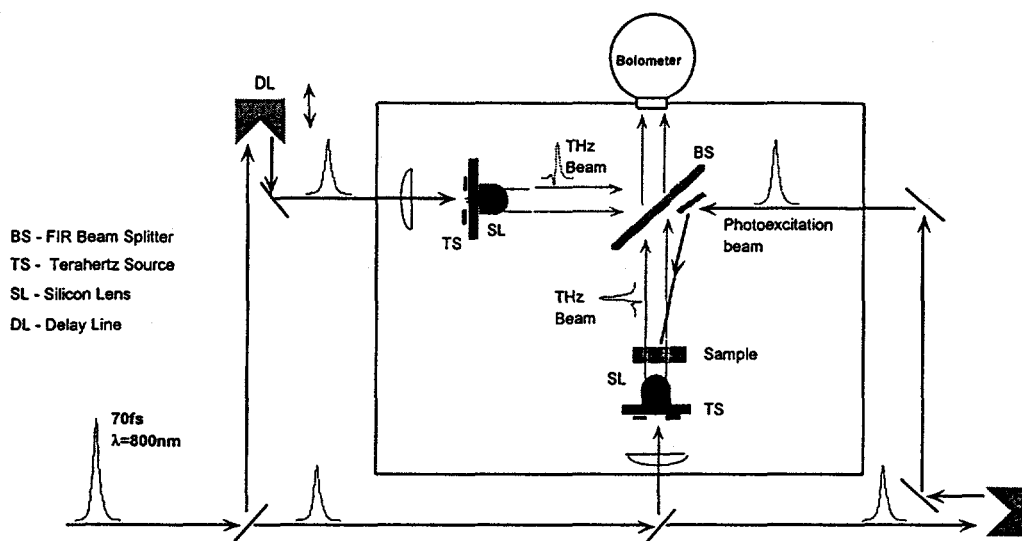 Bolometer
DL
THz
Beam
BS
SL
TS
Photoexcitation
beam
BS - FIR Beam Splitter
TS - Terahertz Source
SL - Silicon Lens
DL - Delay Line
THz
Beam
Sample
SL
TS
70fs
λ=800nm